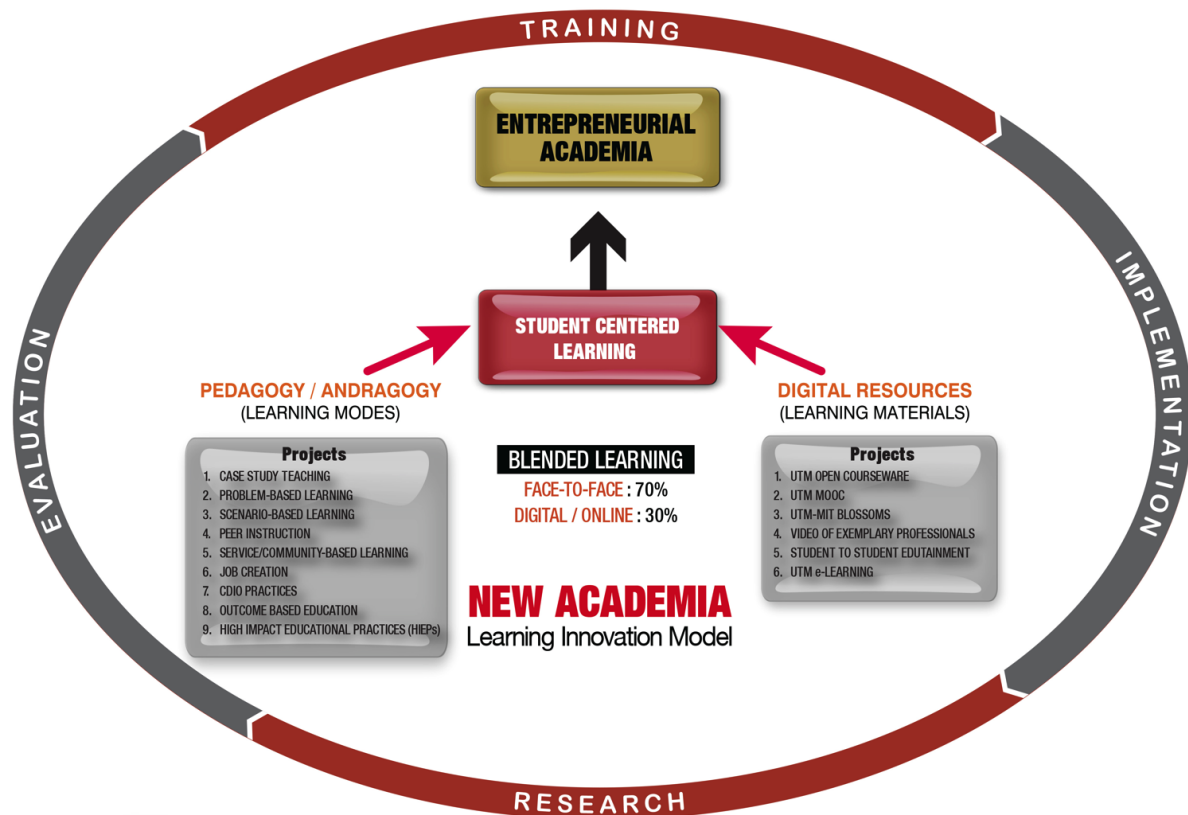 TRAINING
ENTREPRENEURIAL
ACADEMIA
IMPLEMENTATION
EVALUATION
STUDENT CENTERED
LEARNING
PEDAGOGY / ANDRAGOGY
(LEARNING MODES)
Projects
1. CASE STUDY TEACHING
2. PROBLEM-BASED LEARNING
3. SCENARIO-BASED LEARNING
4. PEER INSTRUCTION
5. SERVICE/COMMUNITY-BASED LEARNING
6. JOB CREATION
7. CDIO PRACTICES
8. OUTCOME BASED EDUCATION
9. HIGH IMPACT EDUCATIONAL PRACTICES (HIEPs)
BLENDED LEARNING
FACE-TO-FACE : 70%
DIGITAL / ONLINE : 30%
DIGITAL RESOURCES
(LEARNING MATERIALS)
Projects
1. UTM OPEN COURSEWARE
2. UTM MOOC
3. UTM-MIT BLOSSOMS
4. VIDEO OF EXEMPLARY PROFESSIONALS
5. STUDENT TO STUDENT EDUTAINMENT
6. UTM e-LEARNING
NEW ACADEMIA
Learning Innovation Model
RESEARCH